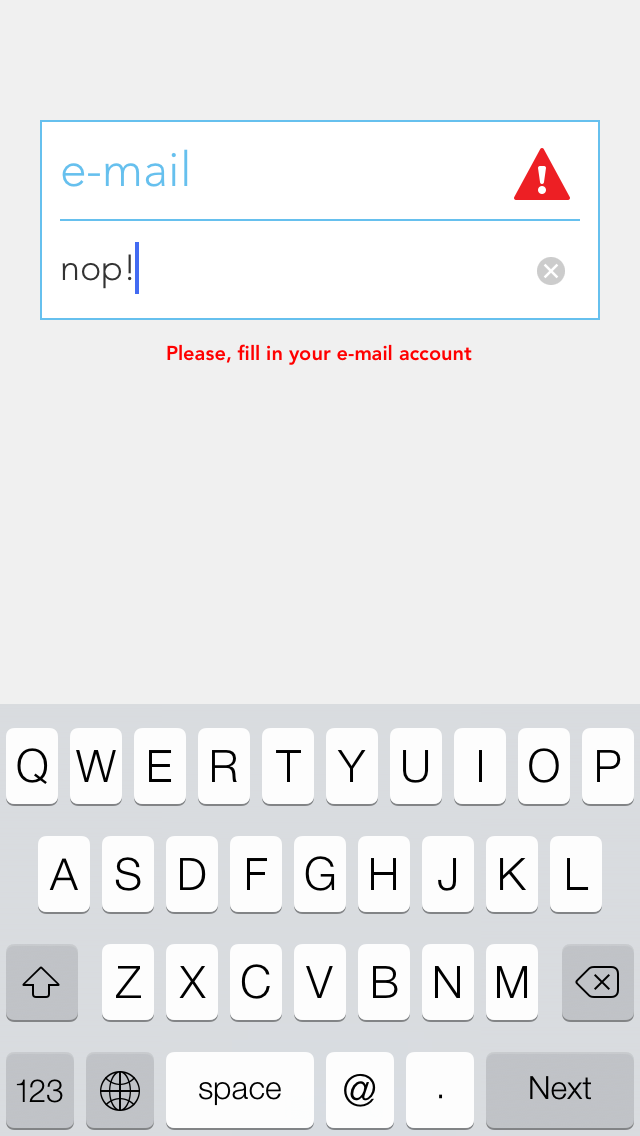 e-mail
nop!
Please, fill in your e-mail account
Q W E R T Y U I O P
A S D F G H J K L
Z X C V B N M
123 space @ . Next